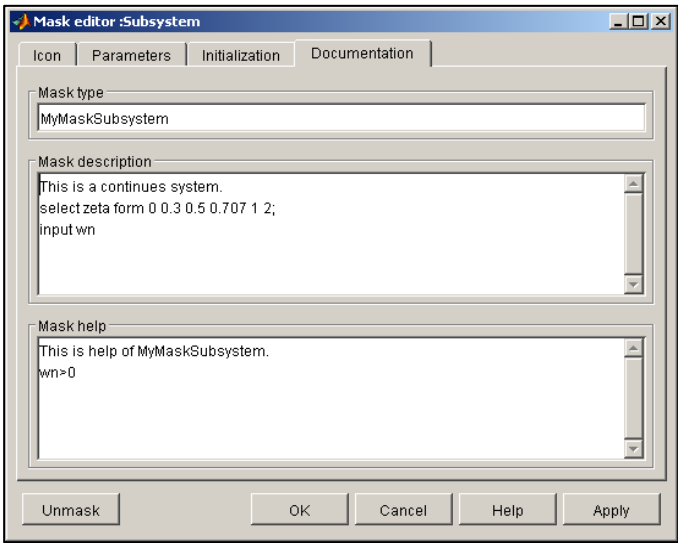 Mask editor :Subsystem
Icon Parameters Initialization Documentation
Mask type
MyMaskSubsystem
Mask description
This is a continues system.
select zeta form 0 0.3 0.5 0.707 1 2;
input wn
Mask help
This is help of MyMaskSubsystem.
wn>0
Unmask OK Cancel Help Apply